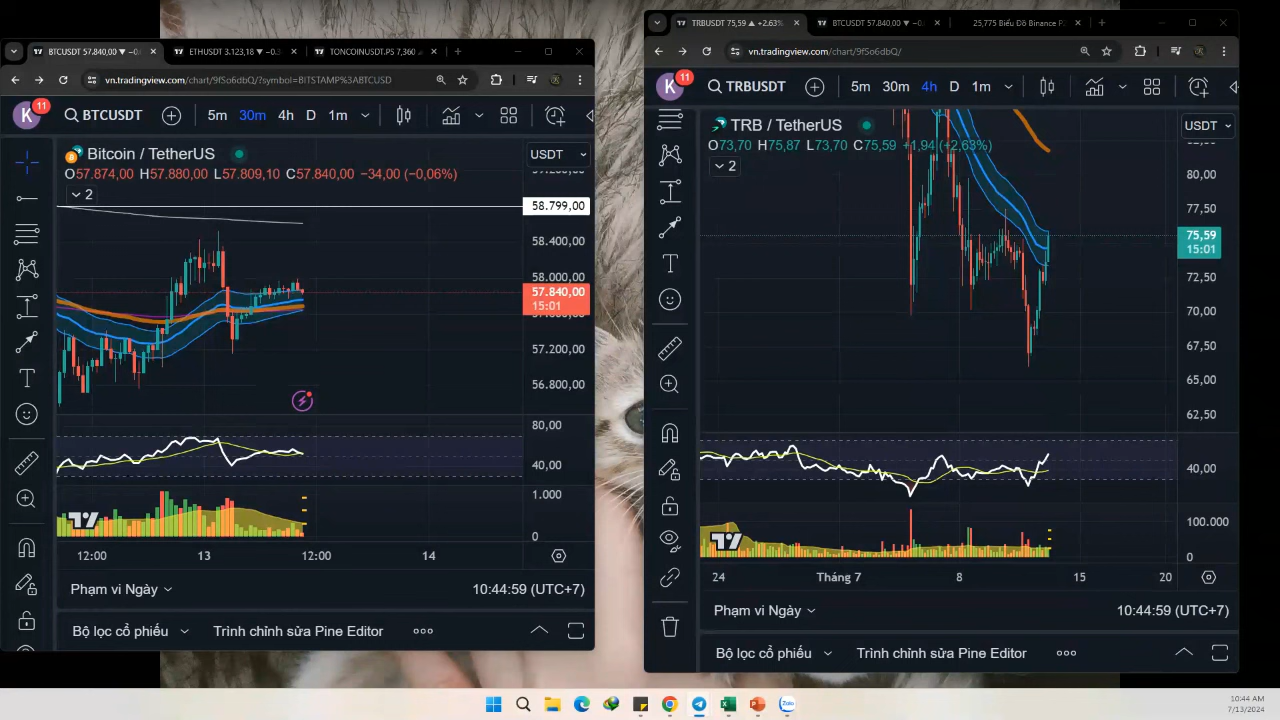 BTCUSDT 57.840,00 ▼ −0
ETHUSDT 3.123,18 ▼ −0.3
TONCOINUSDT.PS 7,360
vn.tradingview.com/chart/9fSo6dbQ/?symbol=BITSTAMP%3ABTCUSD
K 11 BTCUSDT 5m 30m 4h D 1m
Bitcoin / TetherUS USDT
O57.874,00 H57.880,00 L57.809,10 C57.840,00 −34,00 (−0,06%)
2
58.799,00
58.400,00
58.000,00
57.840,00
15:01
57.200,00
56.800,00
80,00
40,00
1.000
0
12:00 13 12:00 14
Phạm vi Ngày 10:44:59 (UTC+7)
Bộ lọc cổ phiếu Trình chỉnh sửa Pine Editor
TRBUSDT 75,59 ▲ +2.63%
BTCUSDT 57.840,00 ▼ −0
25,775 Biểu Đồ Binance P
vn.tradingview.com/chart/9fSo6dbQ/
K 11 TRBUSDT 5m 30m 4h D 1m
TRB / TetherUS USDT
O73,70 H75,87 L73,70 C75,59 +1,94 (+2,63%)
2
80,00
77,50
75,59
15:01
72,50
70,00
67,50
65,00
62,50
40,00
100.000
0
24 Tháng 7 8 15 20
Phạm vi Ngày 10:44:59 (UTC+7)
Bộ lọc cổ phiếu Trình chỉnh sửa Pine Editor
Zalo
10:44 AM
7/13/2024